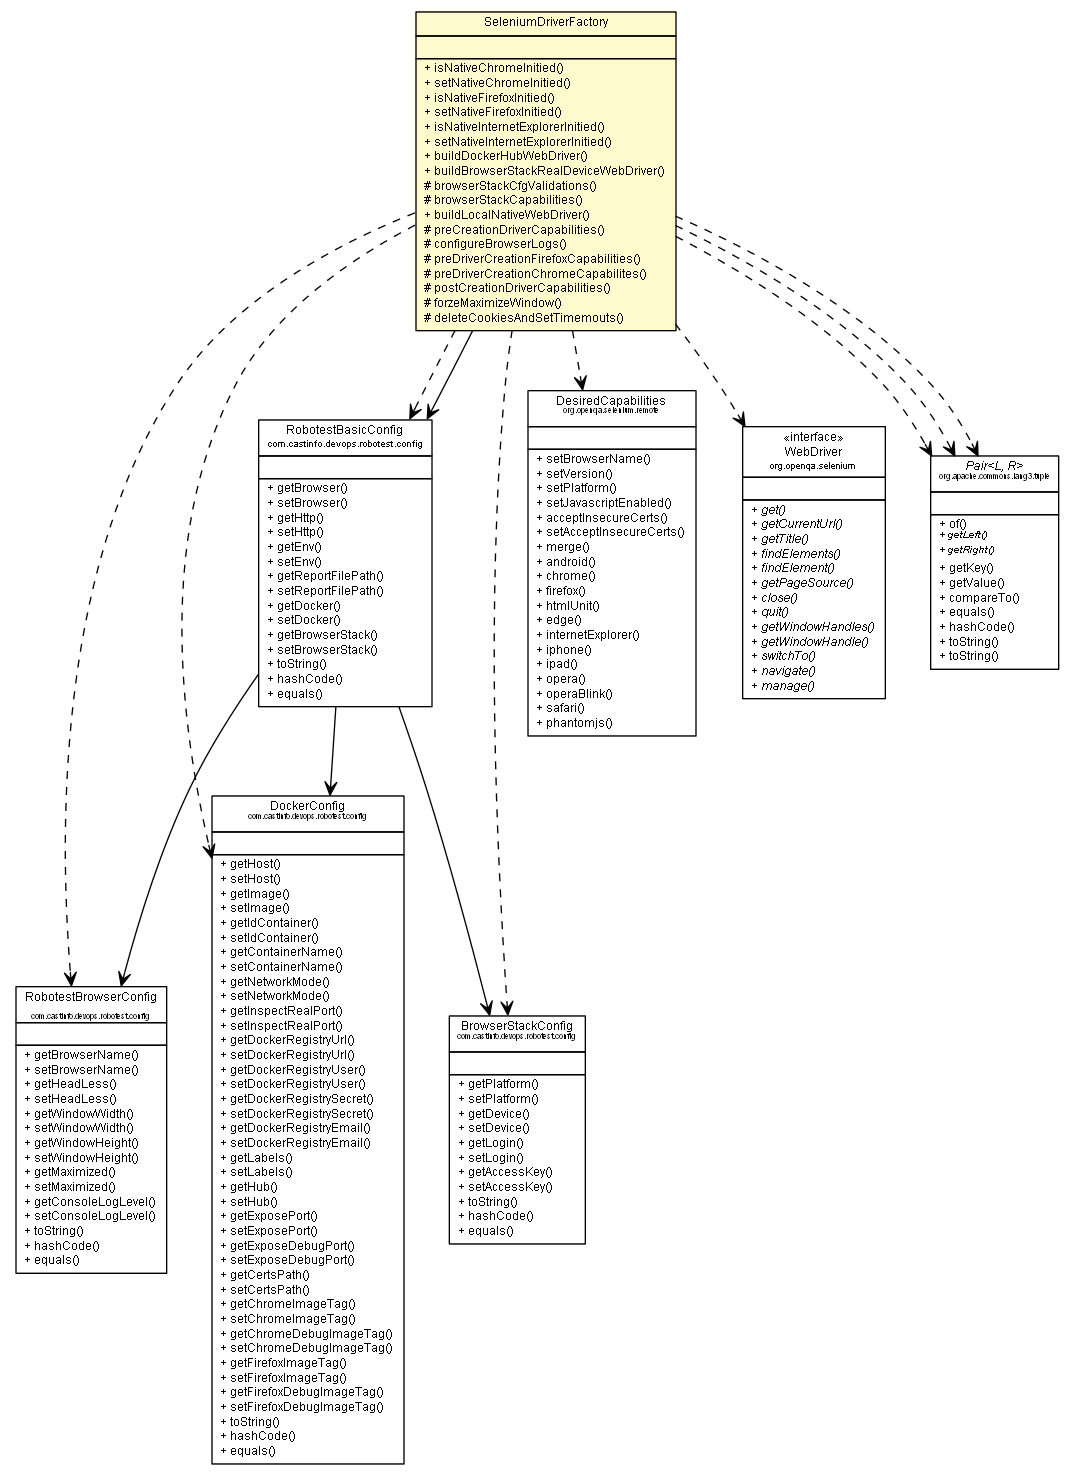 SeleniumDriverFactory
+ isNativeChromeInitied()
+ setNativeChromeInitied()
+ isNativeFirefoxInitied()
+ setNativeFirefoxInitied()
+ isNativeInternetExplorerInitied()
+ setNativeInternetExplorerInitied()
+ buildDockerHubWebDriver()
+ buildBrowserStackRealDeviceWebDriver()
# browserStackCfgValidations()
# browserStackCapabilities()
+ buildLocalNativeWebDriver()
# preCreationDriverCapabilities()
# configureBrowserLogs()
# preDriverCreationFirefoxCapabilities()
# preDriverCreationChromeCapabilites()
# postCreationDriverCapabilities()
# forzeMaximizeWindow()
# deleteCookiesAndSetTimemouts()
RobotestBasicConfig
com.castinfo.devops.robotest.config
+ getBrowser()
+ setBrowser()
+ getHttp()
+ setHttp()
+ getEnv()
+ setEnv()
+ getReportFilePath()
+ setReportFilePath()
+ getDocker()
+ setDocker()
+ getBrowserStack()
+ setBrowserStack()
+ toString()
+ hashCode()
+ equals()
DesiredCapabilities
org.openqa.selenium.remote
+ setBrowserName()
+ setVersion()
+ setPlatform()
+ setJavascriptEnabled()
+ acceptInsecureCerts()
+ setAcceptInsecureCerts()
+ merge()
+ android()
+ chrome()
+ firefox()
+ htmlUnit()
+ edge()
+ internetExplorer()
+ iphone()
+ ipad()
+ opera()
+ operaBlink()
+ safari()
+ phantomjs()
«interface»
WebDriver
org.openqa.selenium
+ get()
+ getCurrentUrl()
+ getTitle()
+ findElements()
+ findElement()
+ getPageSource()
+ close()
+ quit()
+ getWindowHandles()
+ getWindowHandle()
+ switchTo()
+ navigate()
+ manage()
Pair<L, R>
org.apache.commons.lang3.tuple
+ of()
+ getLeft()
+ getRight()
+ getKey()
+ getValue()
+ compareTo()
+ equals()
+ hashCode()
+ toString()
+ toString()
DockerConfig
com.castinfo.devops.robotest.config
+ getHost()
+ setHost()
+ getImage()
+ setImage()
+ getIdContainer()
+ setIdContainer()
+ getContainerName()
+ setContainerName()
+ getNetworkMode()
+ setNetworkMode()
+ getInspectRealPort()
+ setInspectRealPort()
+ getDockerRegistryUrl()
+ setDockerRegistryUrl()
+ getDockerRegistryUser()
+ setDockerRegistryUser()
+ getDockerRegistrySecret()
+ setDockerRegistrySecret()
+ getDockerRegistryEmail()
+ setDockerRegistryEmail()
+ getLabels()
+ setLabels()
+ getHub()
+ setHub()
+ getExposePort()
+ setExposePort()
+ getExposeDebugPort()
+ setExposeDebugPort()
+ getCertsPath()
+ setCertsPath()
+ getChromeImageTag()
+ setChromeImageTag()
+ getChromeDebugImageTag()
+ setChromeDebugImageTag()
+ getFirefoxImageTag()
+ setFirefoxImageTag()
+ getFirefoxDebugImageTag()
+ setFirefoxDebugImageTag()
+ toString()
+ hashCode()
+ equals()
RobotestBrowserConfig
com.castinfo.devops.robotest.config
+ getBrowserName()
+ setBrowserName()
+ getHeadLess()
+ setHeadLess()
+ getWindowWidth()
+ setWindowWidth()
+ getWindowHeight()
+ setWindowHeight()
+ getMaximized()
+ setMaximized()
+ getConsoleLogLevel()
+ setConsoleLogLevel()
+ toString()
+ hashCode()
+ equals()
BrowserStackConfig
com.castinfo.devops.robotest.config
+ getPlatform()
+ setPlatform()
+ getDevice()
+ setDevice()
+ getLogin()
+ setLogin()
+ getAccessKey()
+ setAccessKey()
+ toString()
+ hashCode()
+ equals()